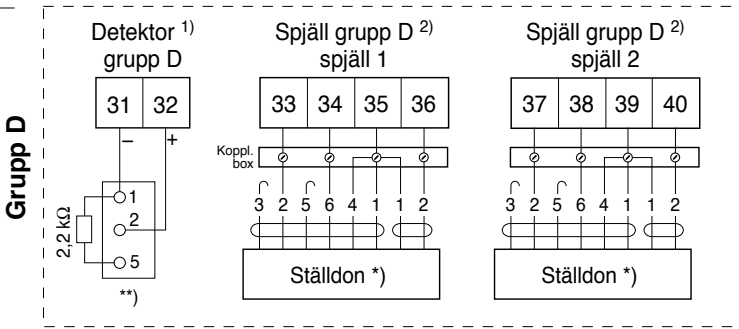 Grupp D
Detektor 1)
grupp D
31 32
– +
1
2
5
2,2 kΩ
**)
Spjäll grupp D 2)
spjäll 1
33 34 35 36
Koppl.
box
3 2 5 6 4 1 1 2
Ställdon *)
Spjäll grupp D 2)
spjäll 2
37 38 39 40
3 2 5 6 4 1 1 2
Ställdon *)